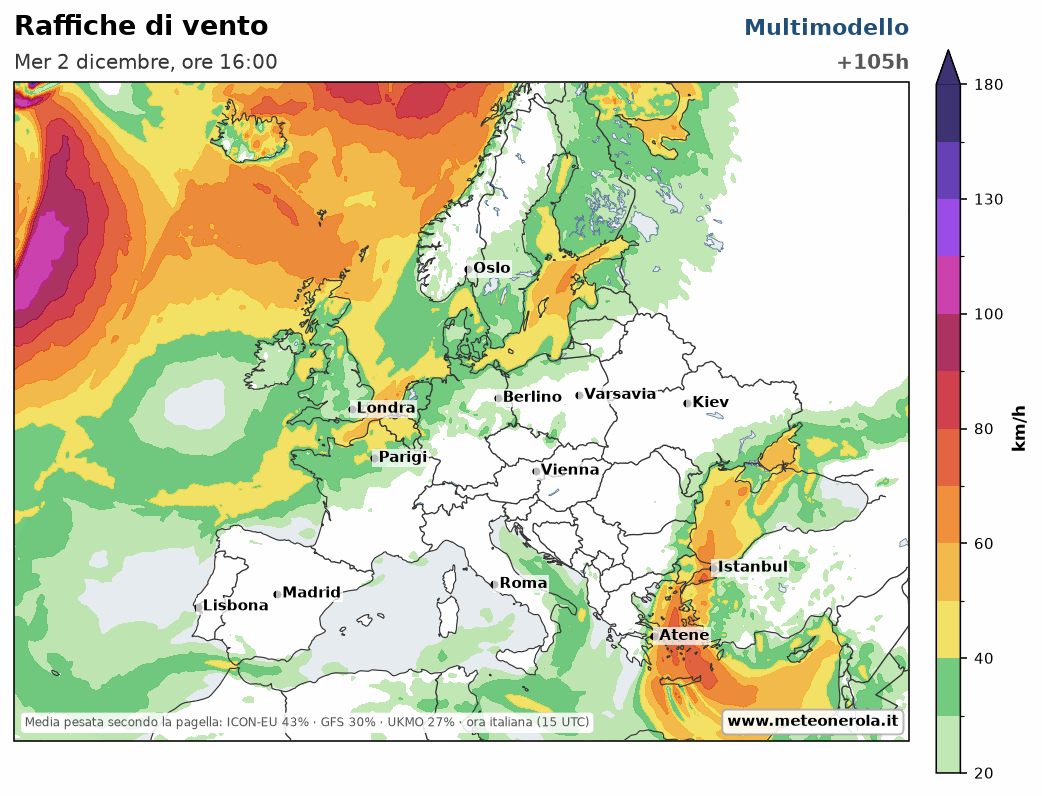 Raffiche di vento
Multimodello
Mer 2 dicembre, ore 16:00
+105h
180
130
100
80
60
40
20
km/h
Oslo
Londra
Berlino
Varsavia
Kiev
Parigi
Vienna
Istanbul
Roma
Madrid
Lisbona
Atene
Media pesata secondo la pagella: ICON-EU 43% · GFS 30% · UKMO 27% · ora italiana (15 UTC)
www.meteonerola.it